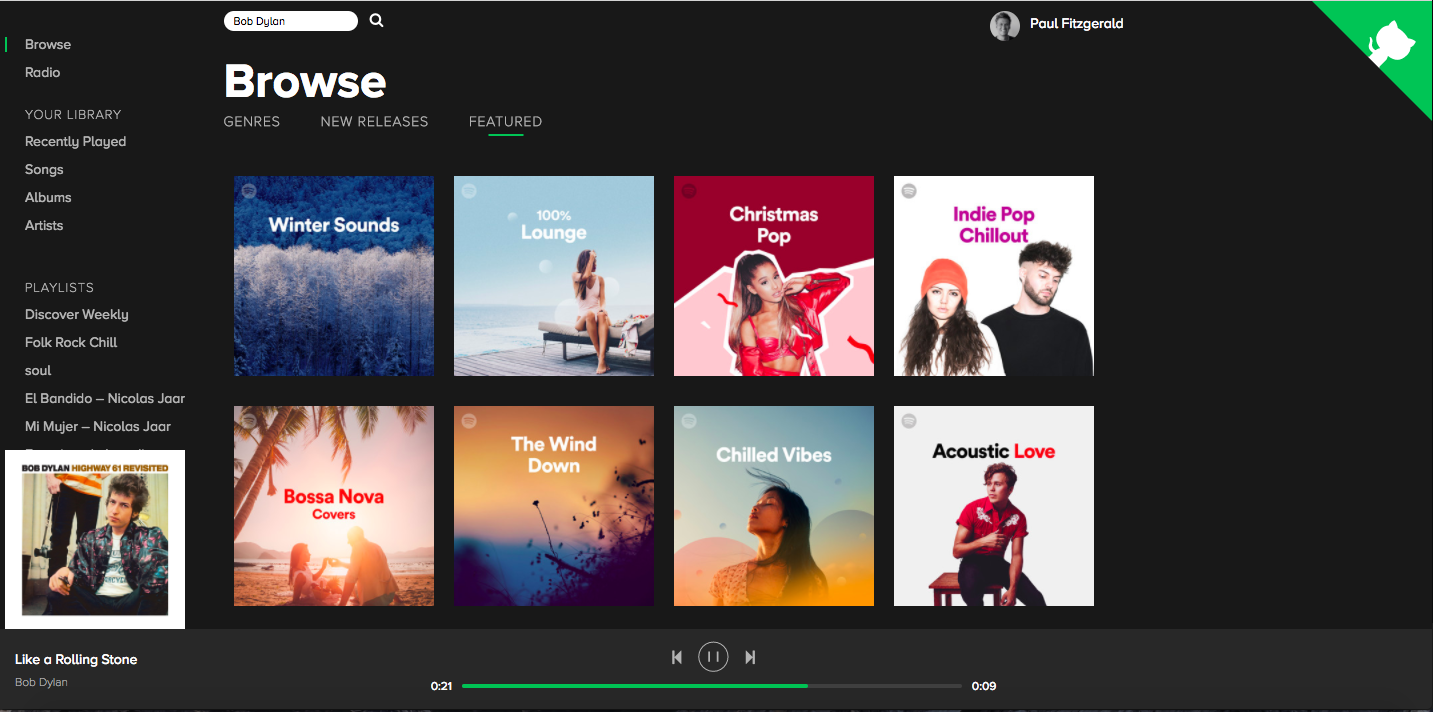 Bob Dylan
Paul Fitzgerald
Browse
Radio
YOUR LIBRARY
Recently Played
Songs
Albums
Artists
PLAYLISTS
Discover Weekly
Folk Rock Chill
soul
El Bandido – Nicolas Jaar
Mi Mujer – Nicolas Jaar
BOB DYLAN HIGHWAY 61 REVISITED
Browse
GENRES
NEW RELEASES
FEATURED
Winter Sounds
100%
Lounge
Christmas
Pop
Indie Pop
Chillout
Bossa Nova
Covers
The Wind
Down
Chilled Vibes
Acoustic Love
Like a Rolling Stone
Bob Dylan
0:21
0:09